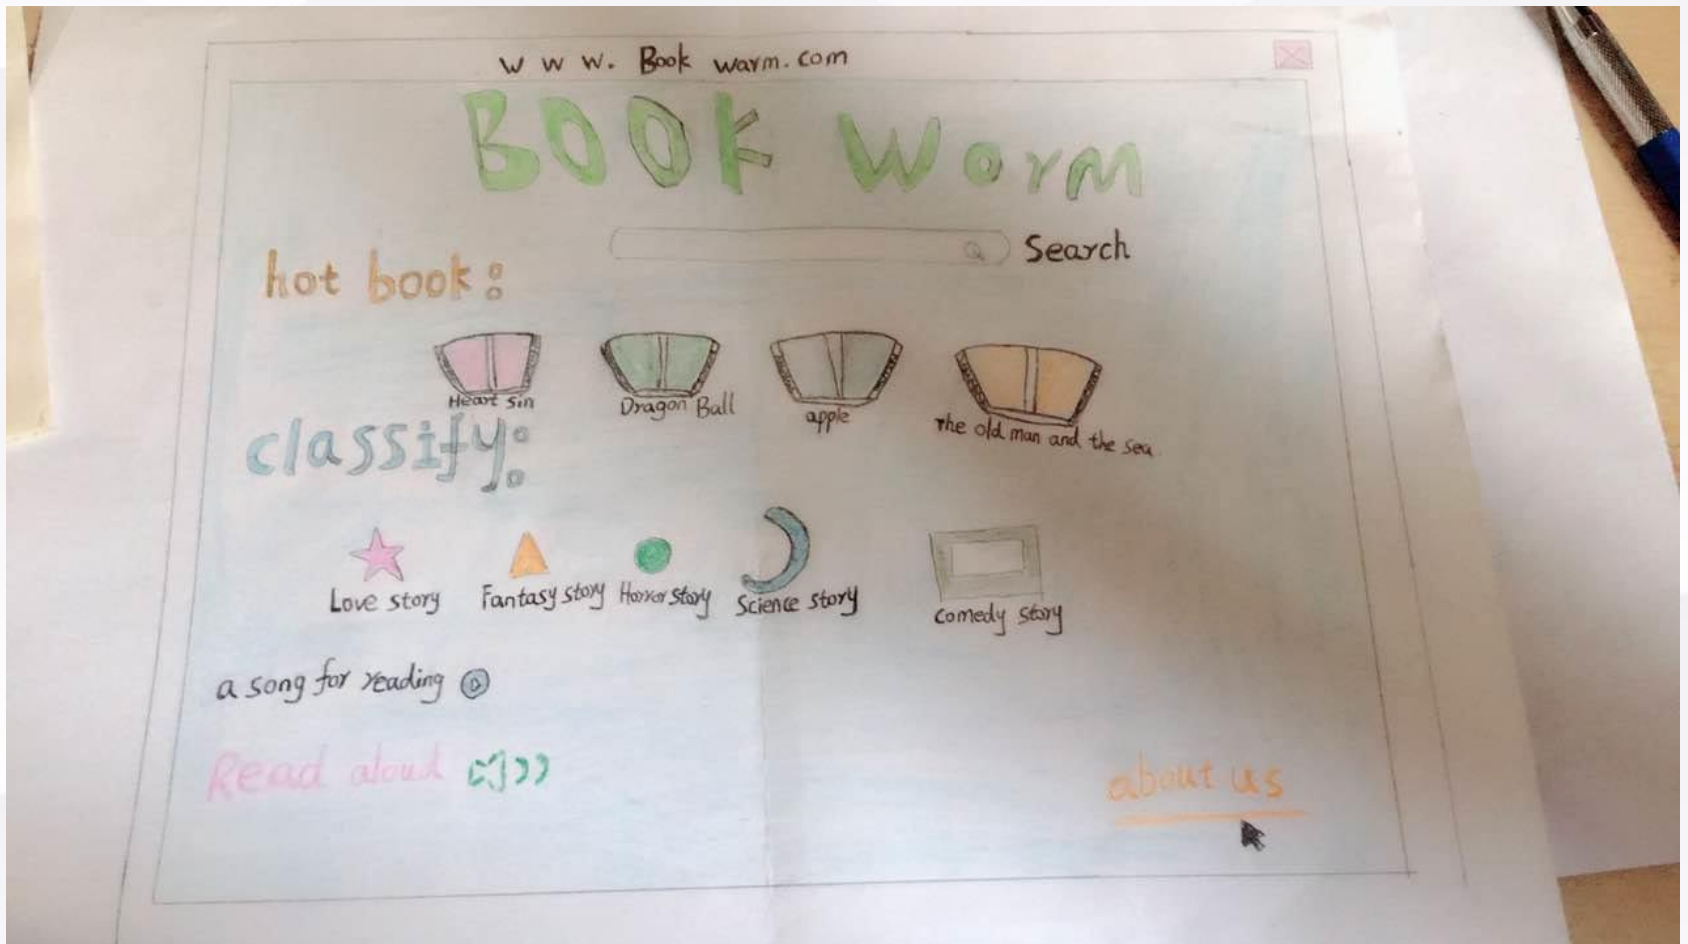 www. Book warm.com
BOOK Worm
Search
hot book:
Heart Sin
Dragon Ball
apple
The old man and the sea
classify:
Love story
Fantasy story
Horror story
Science story
Comedy story
a song for reading
Read aloud
about us